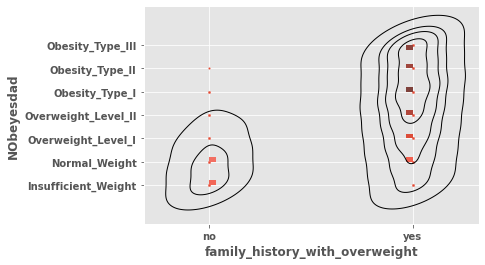 NObeyesdad
Obesity_Type_III
Obesity_Type_II
Obesity_Type_I
Overweight_Level_II
Overweight_Level_I
Normal_Weight
Insufficient_Weight
no yes
family_history_with_overweight